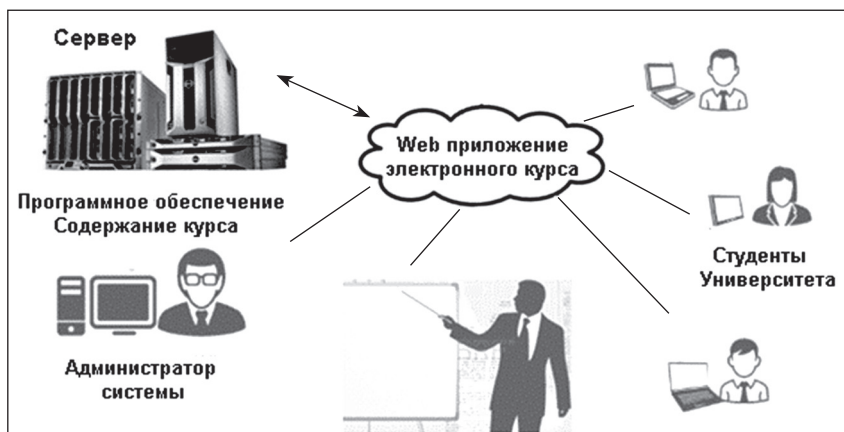 Сервер
Web приложение
электронного курса
Программное обеспечение
Содержание курса
Студенты
Университета
Администратор
системы